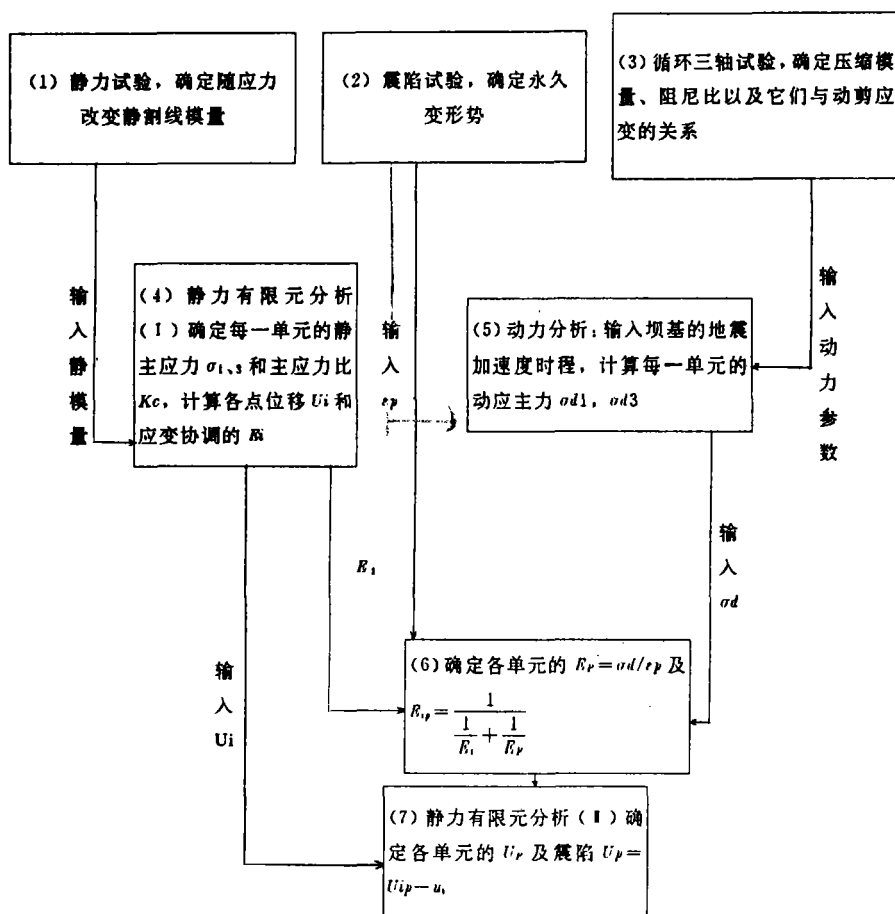 (1) 静力试验，确定随应力
改变静割线模量
(2) 震陷试验，确定永久
变形势
(3) 循环三轴试验，确定压缩模
量、阻尼比以及它们与动剪应
变的关系
输入静模量
(4) 静力有限元分析
(Ⅰ) 确定每一单元的静
主应力 σ1、3 和主应力比
Kc，计算各点位移 Ui 和
应变协调的 Ei
输入 εp
(5) 动力分析：输入坝基的地震
加速度时程，计算每一单元的
动应主力 σd1，σd3
输入动力参数
E1
输入 σd
输入 Ui
(6) 确定各单元的 Ep＝σd/εp 及
Eip＝1/(1/Ei＋1/Ep)
(7) 静力有限元分析 (Ⅱ) 确
定各单元的 Up 及震陷 Up＝
Uip－ui